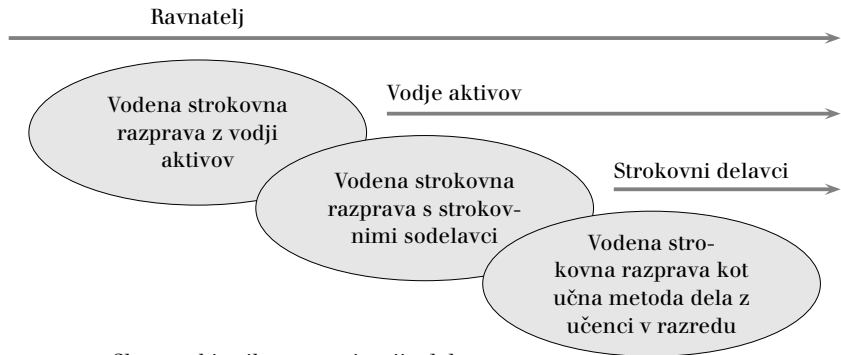 Ravnatelj
Vodena strokovna
razprava z vodji
aktivov
Vodje aktivov
Vodena strokovna
razprava s strokov-
nimi sodelavci
Strokovni delavci
Vodena stro-
kovna razprava kot
učna metoda dela z
učenci v razredu